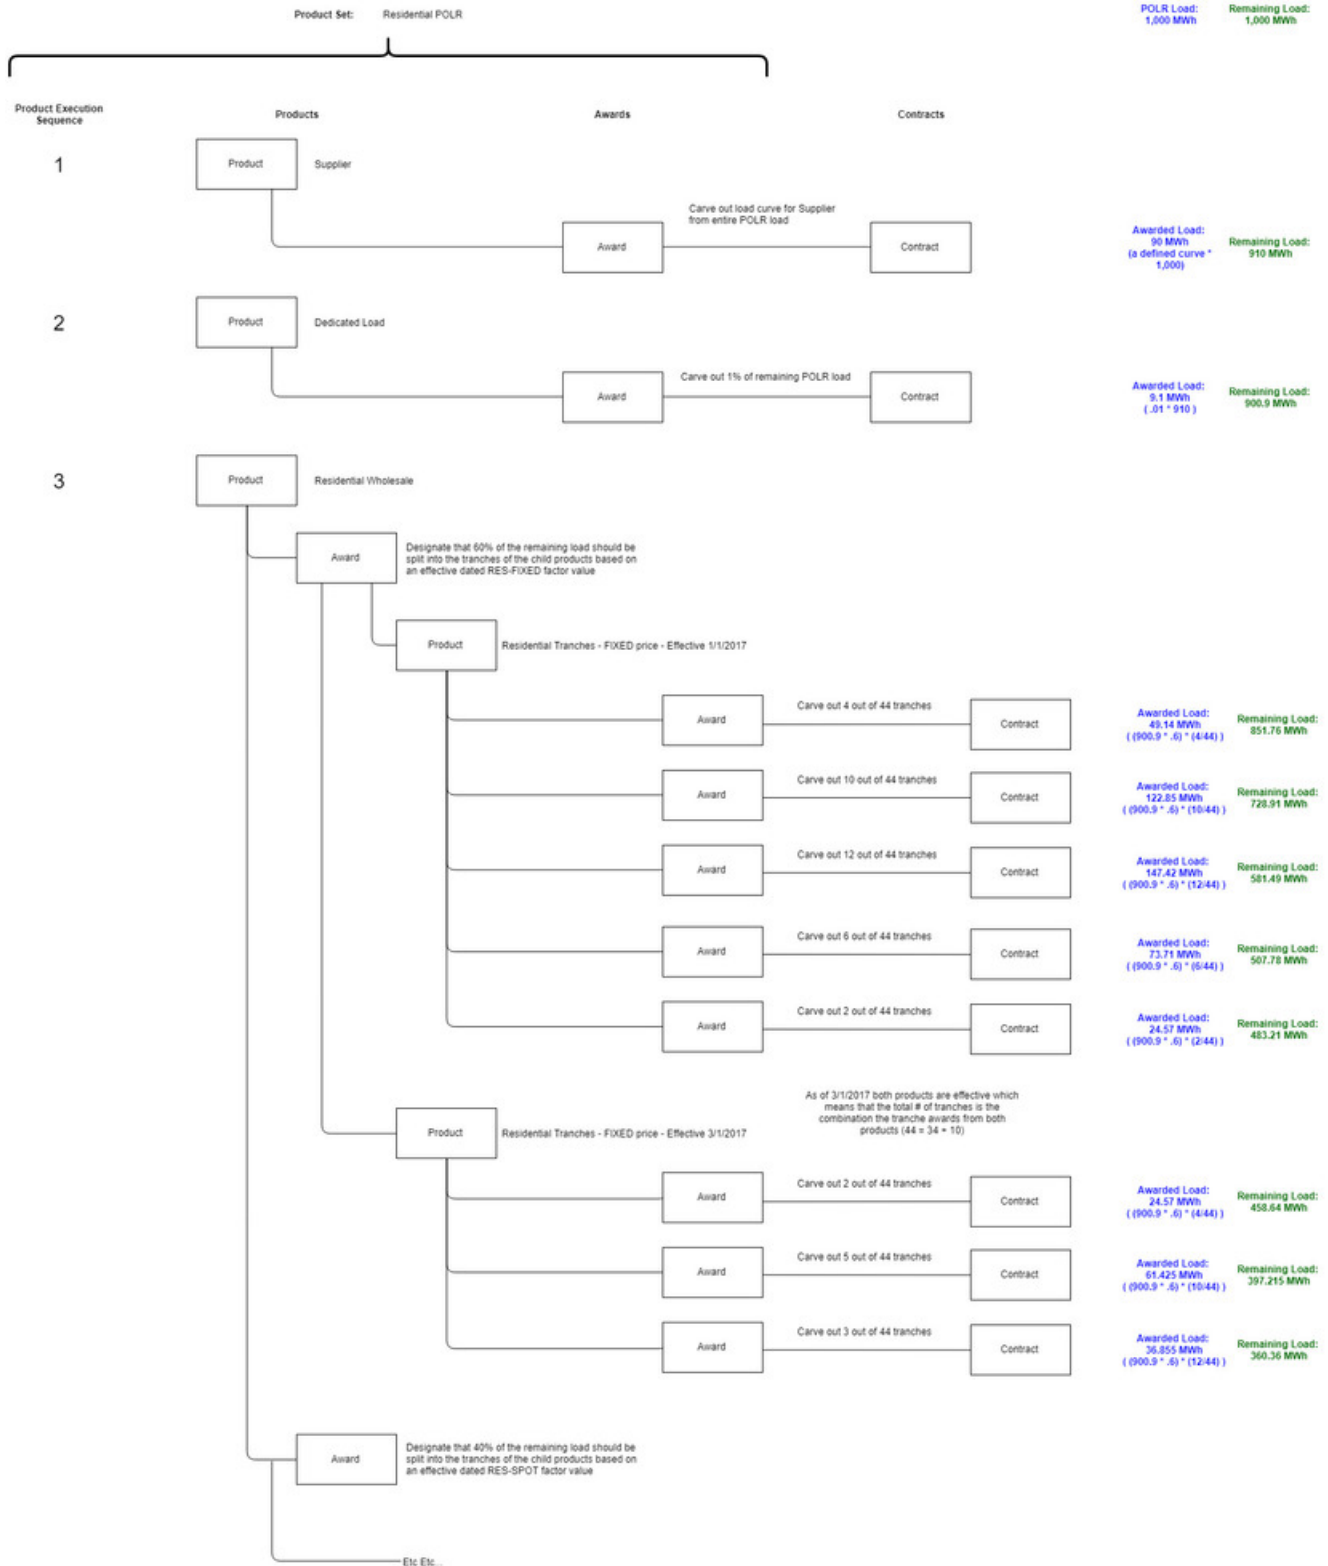 Product Set: Residential POLR
POLR Load: Remaining Load:
1,000 MWh 1,000 MWh
Product Execution
Sequence
Products Awards Contracts
1
Product Supplier
Carve out load curve for Supplier
from entire POLR load
Award Contract
Awarded Load:
90 MWh
(a defined curve *
1,000)
Remaining Load:
910 MWh
2
Product Dedicated Load
Carve out 1% of remaining POLR load
Award Contract
Awarded Load:
9.1 MWh
( .01 * 910 )
Remaining Load:
900.9 MWh
3
Product Residential Wholesale
Award
Designate that 60% of the remaining load should be
split into the tranches of the child products based on
an effective dated RES-FIXED factor value
Product Residential Tranches - FIXED price - Effective 1/1/2017
Carve out 4 out of 44 tranches
Award Contract
Awarded Load:
49.14 MWh
( (900.9 * .6) * (4/44) )
Remaining Load:
851.76 MWh
Carve out 10 out of 44 tranches
Award Contract
Awarded Load:
122.85 MWh
( (900.9 * .6) * (10/44) )
Remaining Load:
728.91 MWh
Carve out 12 out of 44 tranches
Award Contract
Awarded Load:
147.42 MWh
( (900.9 * .6) * (12/44) )
Remaining Load:
581.49 MWh
Carve out 6 out of 44 tranches
Award Contract
Awarded Load:
73.71 MWh
( (900.9 * .6) * (6/44) )
Remaining Load:
507.78 MWh
Carve out 2 out of 44 tranches
Award Contract
Awarded Load:
24.57 MWh
( (900.9 * .6) * (2/44) )
Remaining Load:
483.21 MWh
As of 3/1/2017 both products are effective which
means that the total # of tranches is the
combination the tranche awards from both
products (44 = 34 + 10)
Product Residential Tranches - FIXED price - Effective 3/1/2017
Carve out 2 out of 44 tranches
Award Contract
Awarded Load:
24.57 MWh
( (900.9 * .6) * (4/44) )
Remaining Load:
458.64 MWh
Carve out 5 out of 44 tranches
Award Contract
Awarded Load:
61.425 MWh
( (900.9 * .6) * (10/44) )
Remaining Load:
397.215 MWh
Carve out 3 out of 44 tranches
Award Contract
Awarded Load:
36.855 MWh
( (900.9 * .6) * (12/44) )
Remaining Load:
360.36 MWh
Award
Designate that 40% of the remaining load should be
split into the tranches of the child products based on
an effective dated RES-SPOT factor value
Etc Etc...